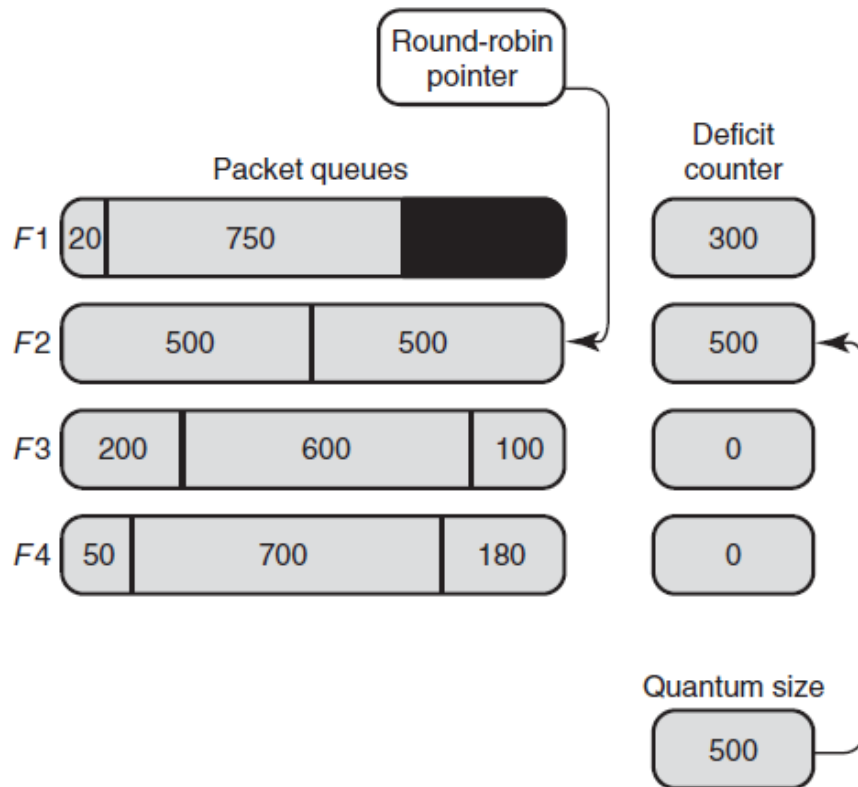 Round-robin
pointer
Deficit
counter
Packet queues
F1 20 750 300
F2 500 500 500
F3 200 600 100 0
F4 50 700 180 0
Quantum size
500